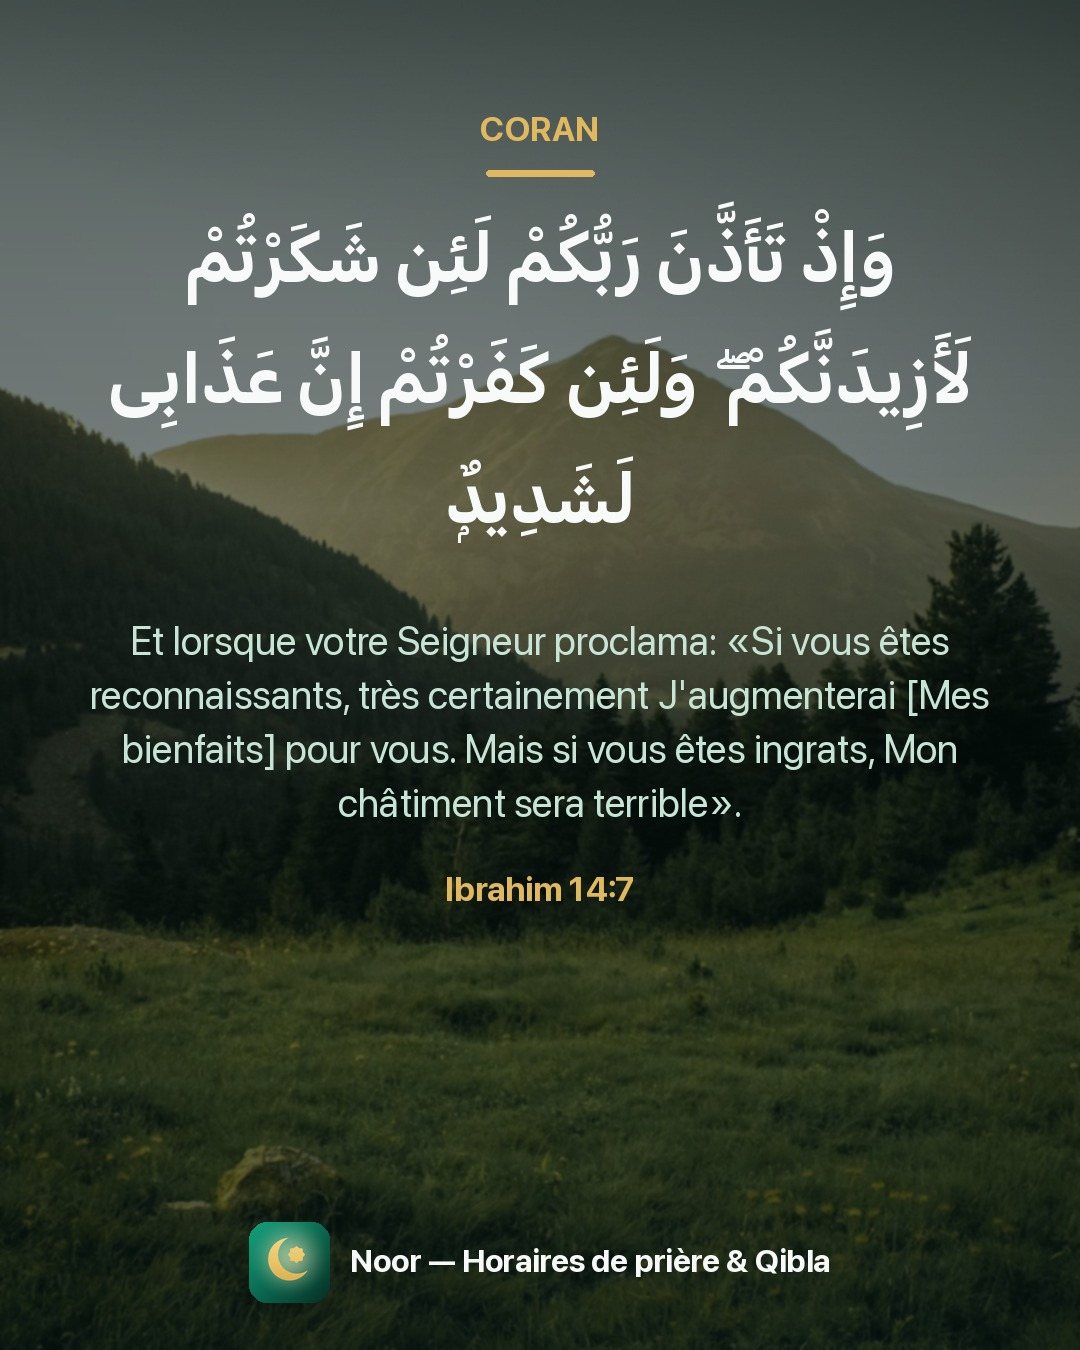 CORAN
وَإِذْ تَأَذَّنَ رَبُّكُمْ لَئِن شَكَرْتُمْ
لَأَزِيدَنَّكُمْ ۖ وَلَئِن كَفَرْتُمْ إِنَّ عَذَابِى
لَشَدِيدٌۭ
Et lorsque votre Seigneur proclama: «Si vous êtes
reconnaissants, très certainement J'augmenterai [Mes
bienfaits] pour vous. Mais si vous êtes ingrats, Mon
châtiment sera terrible».
Ibrahim 14:7
Noor — Horaires de prière & Qibla